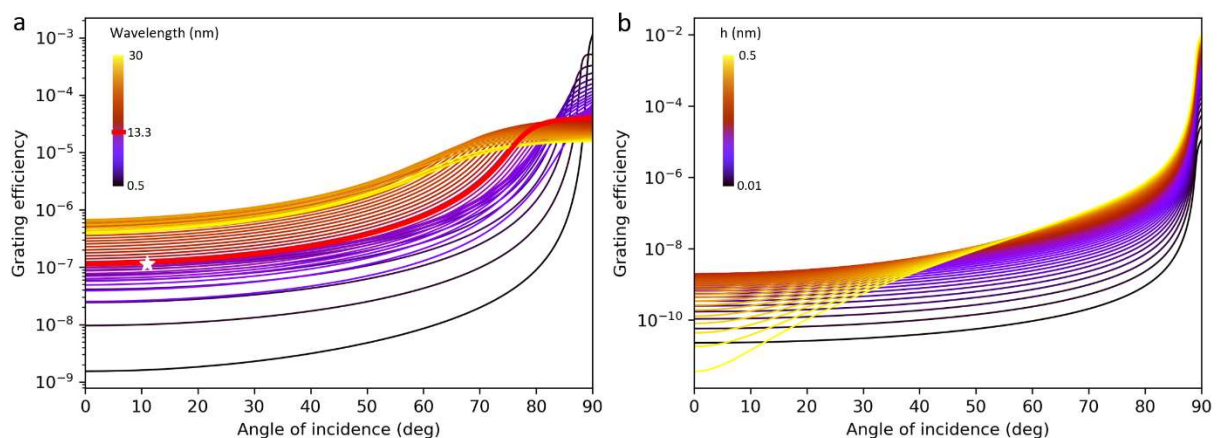 a
Wavelength (nm)
30
13.3
0.5
10⁻³
10⁻⁴
10⁻⁵
10⁻⁶
10⁻⁷
10⁻⁸
10⁻⁹
Grating efficiency
0 10 20 30 40 50 60 70 80 90
Angle of incidence (deg)
b
h (nm)
0.5
0.01
10⁻²
10⁻⁴
10⁻⁶
10⁻⁸
10⁻¹⁰
Grating efficiency
0 10 20 30 40 50 60 70 80 90
Angle of incidence (deg)